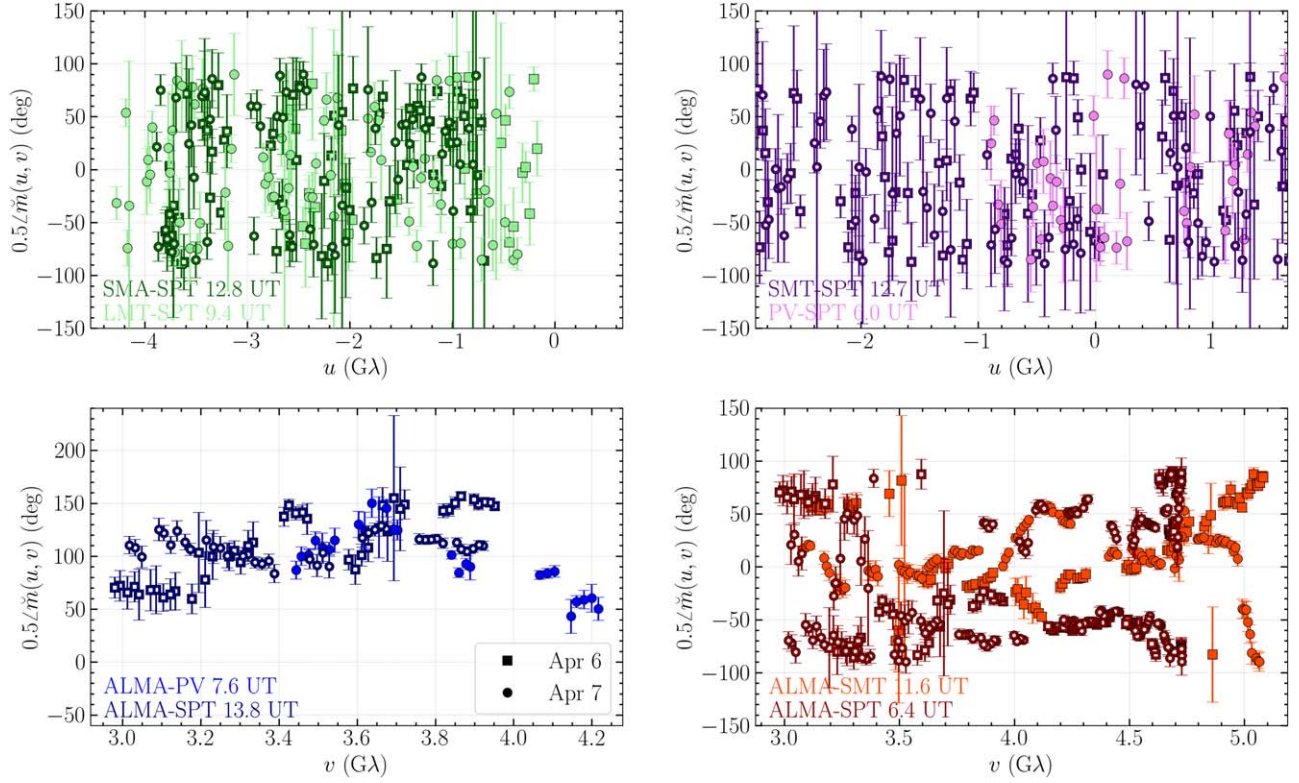 150
100
50
0
−50
−100
−150
0.5∠m̆(u, v) (deg)
SMA-SPT 12.8 UT
LMT-SPT 9.4 UT
−4
−3
−2
−1
0
u (Gλ)
150
100
50
0
−50
−100
−150
0.5∠m̆(u, v) (deg)
SMT-SPT 12.7 UT
PV-SPT 6.0 UT
−2
−1
0
1
u (Gλ)
200
150
100
50
0
−50
0.5∠m̆(u, v) (deg)
Apr 6
Apr 7
ALMA-PV 7.6 UT
ALMA-SPT 13.8 UT
3.0
3.2
3.4
3.6
3.8
4.0
4.2
v (Gλ)
150
100
50
0
−50
−100
−150
0.5∠m̆(u, v) (deg)
ALMA-SMT 11.6 UT
ALMA-SPT 6.4 UT
3.0
3.5
4.0
4.5
5.0
v (Gλ)